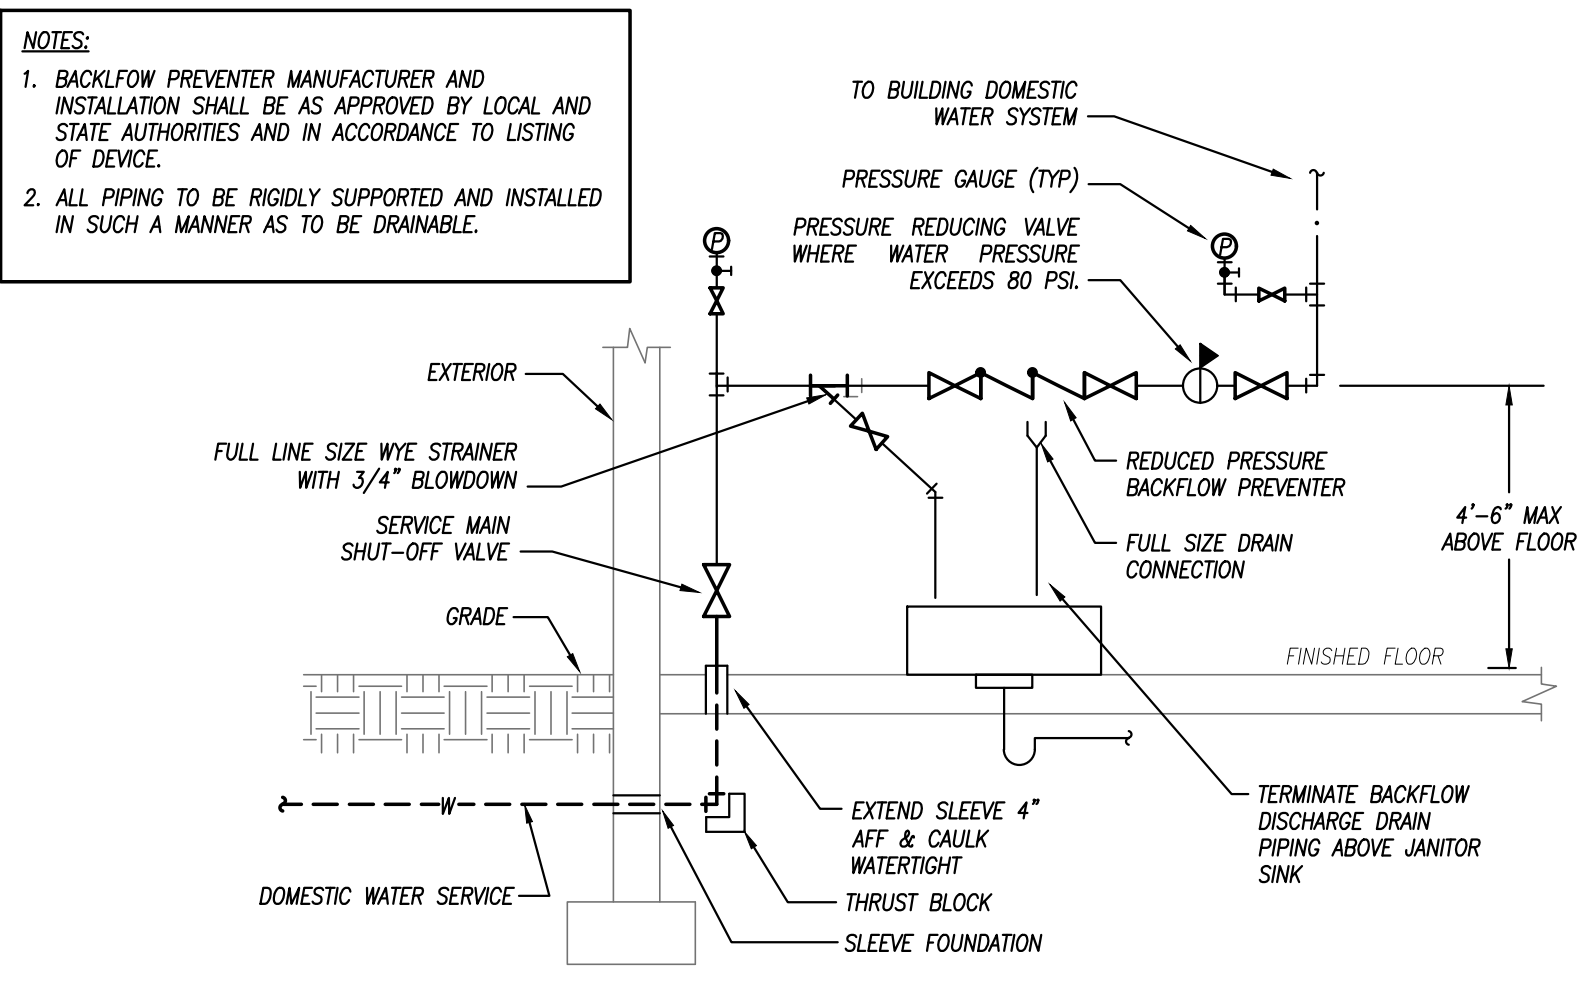 NOTES:
1. BACKLFOW PREVENTER MANUFACTURER AND
INSTALLATION SHALL BE AS APPROVED BY LOCAL AND
STATE AUTHORITIES AND IN ACCORDANCE TO LISTING
OF DEVICE.
2. ALL PIPING TO BE RIGIDLY SUPPORTED AND INSTALLED
IN SUCH A MANNER AS TO BE DRAINABLE.
TO BUILDING DOMESTIC
WATER SYSTEM
PRESSURE GAUGE (TYP)
PRESSURE REDUCING VALVE
WHERE WATER PRESSURE
EXCEEDS 80 PSI.
P
P
EXTERIOR
FULL LINE SIZE WYE STRAINER
WITH 3/4" BLOWDOWN
SERVICE MAIN
SHUT-OFF VALVE
GRADE
REDUCED PRESSURE
BACKFLOW PREVENTER
FULL SIZE DRAIN
CONNECTION
4'-6" MAX
ABOVE FLOOR
FINISHED FLOOR
W
DOMESTIC WATER SERVICE
EXTEND SLEEVE 4"
AFF & CAULK
WATERTIGHT
THRUST BLOCK
SLEEVE FOUNDATION
TERMINATE BACKFLOW
DISCHARGE DRAIN
PIPING ABOVE JANITOR
SINK